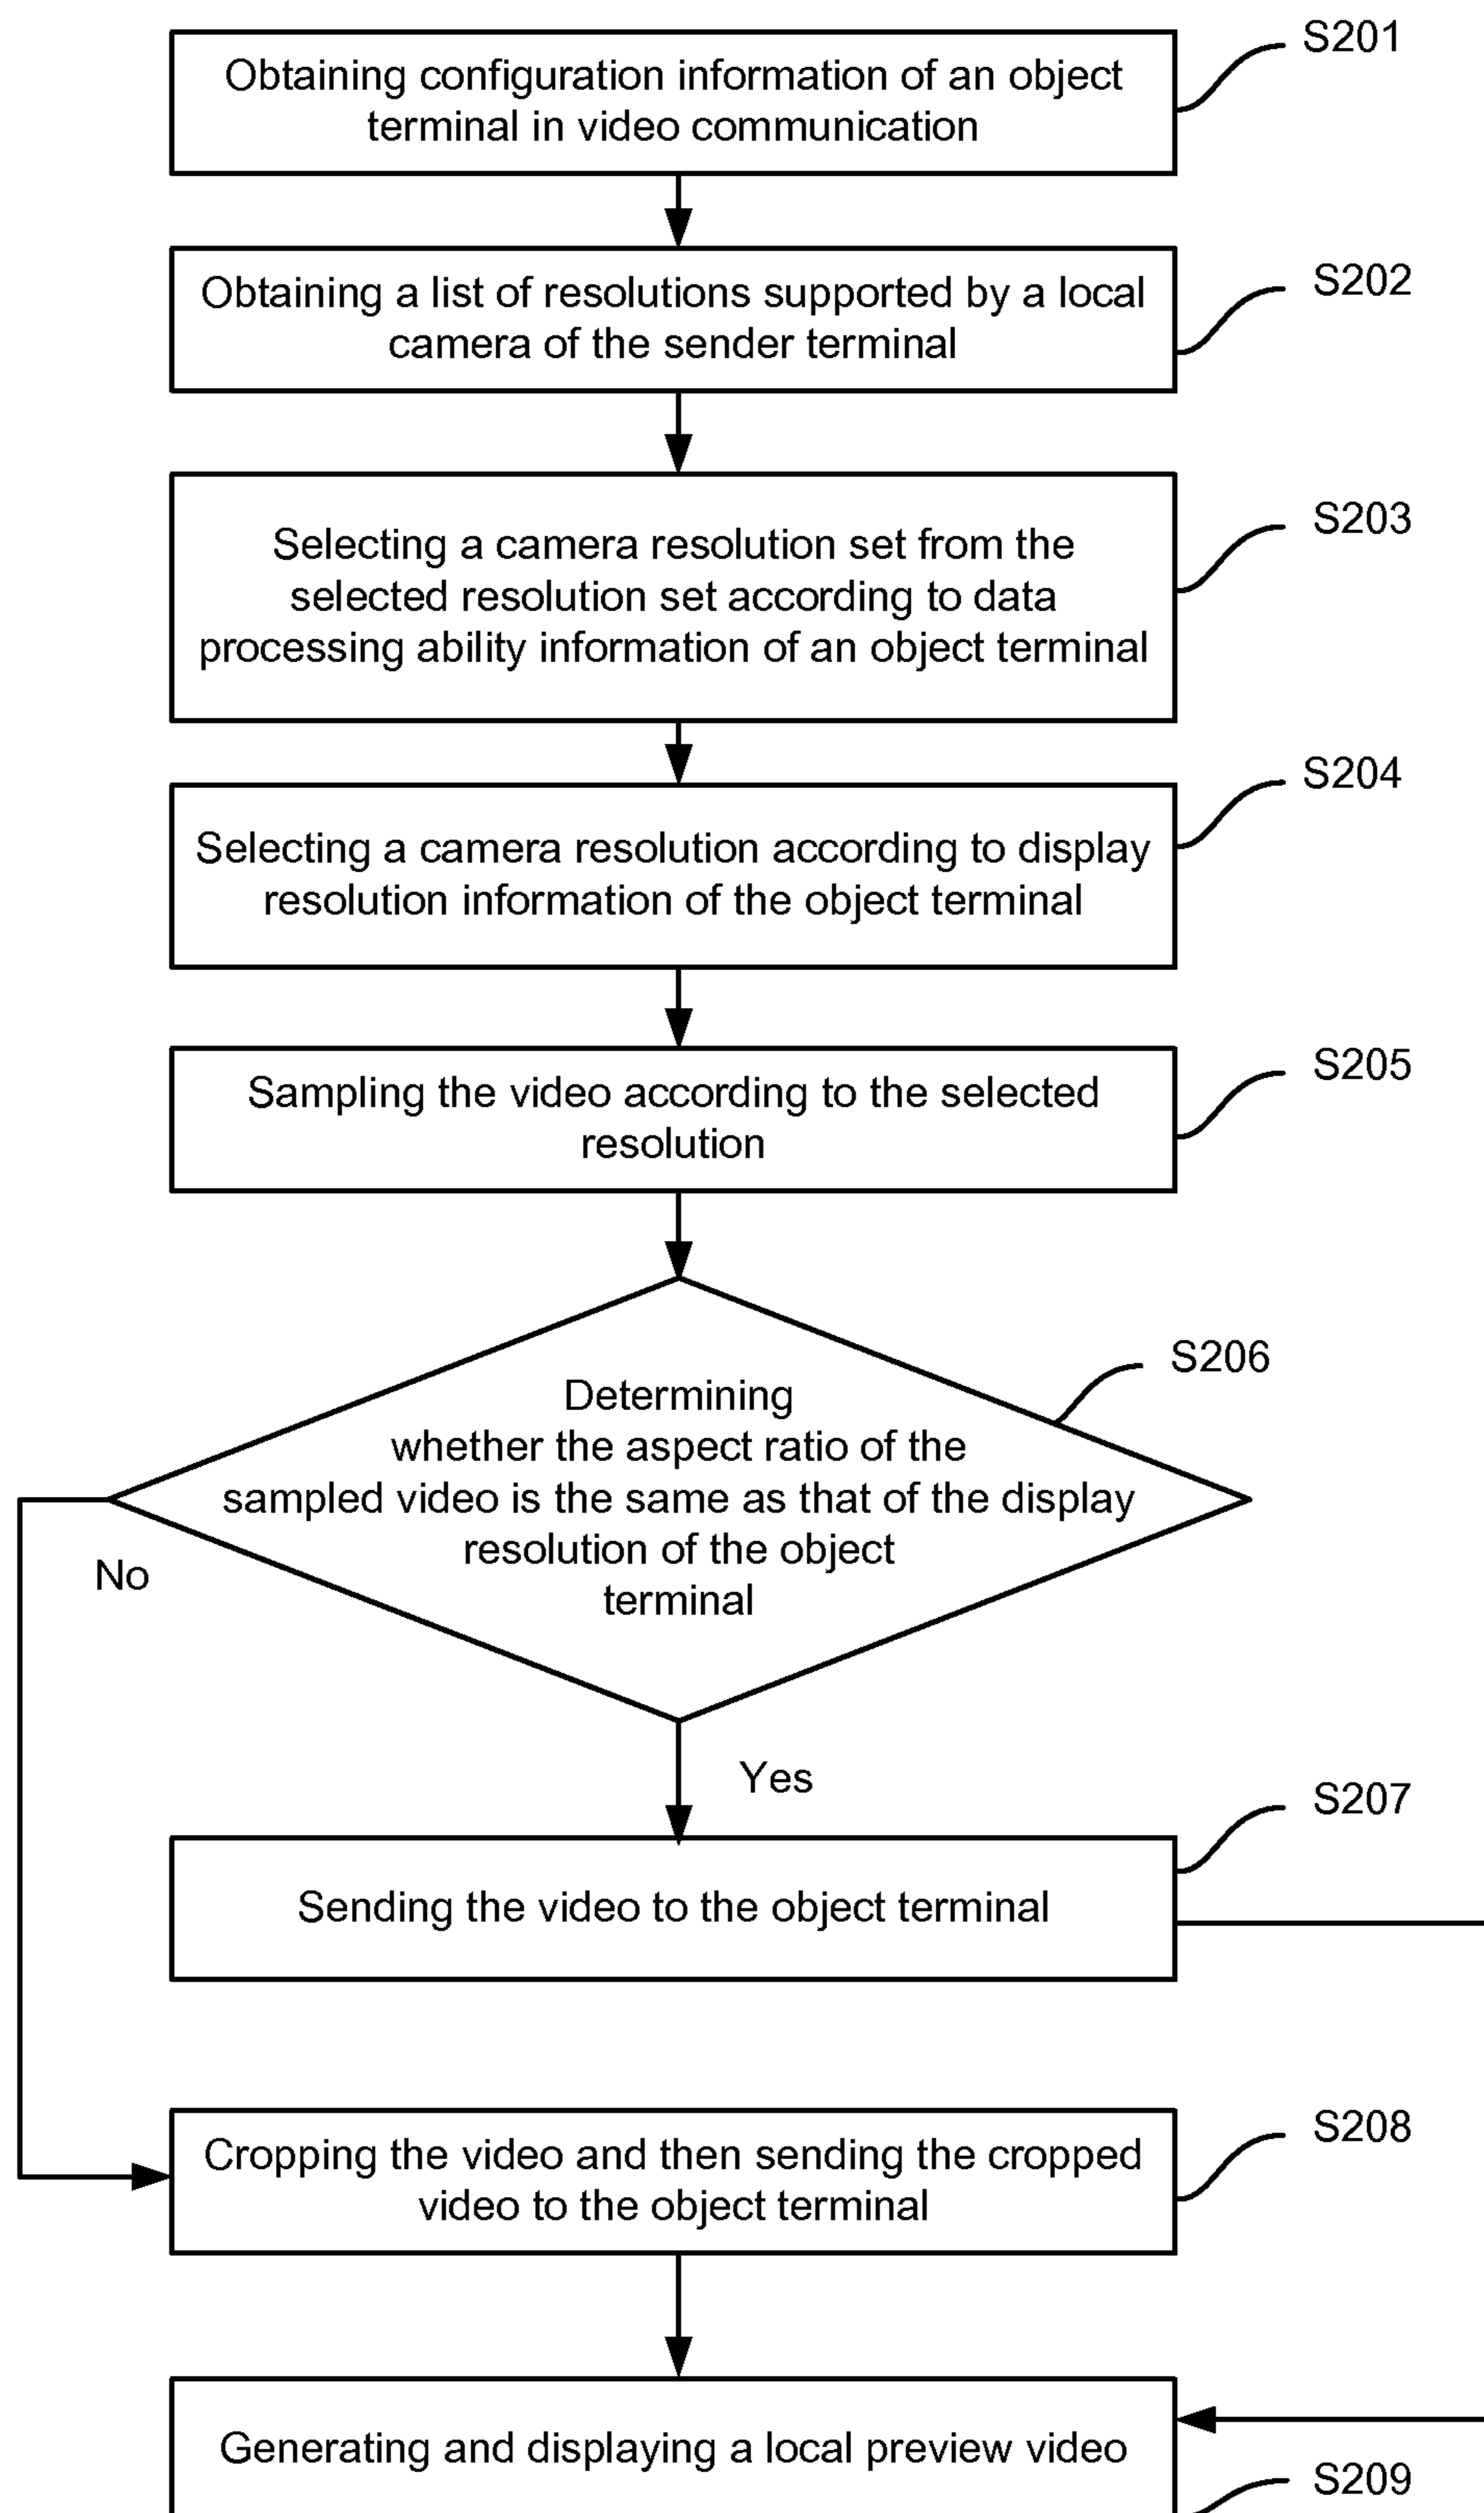 S201
Obtaining configuration information of an object
terminal in video communication
S202
Obtaining a list of resolutions supported by a local
camera of the sender terminal
S203
Selecting a camera resolution set from the
selected resolution set according to data
processing ability information of an object terminal
S204
Selecting a camera resolution according to display
resolution information of the object terminal
S205
Sampling the video according to the selected
resolution
S206
Determining
whether the aspect ratio of the
sampled video is the same as that of the display
resolution of the object
terminal
No
Yes
S207
Sending the video to the object terminal
S208
Cropping the video and then sending the cropped
video to the object terminal
Generating and displaying a local preview video
S209